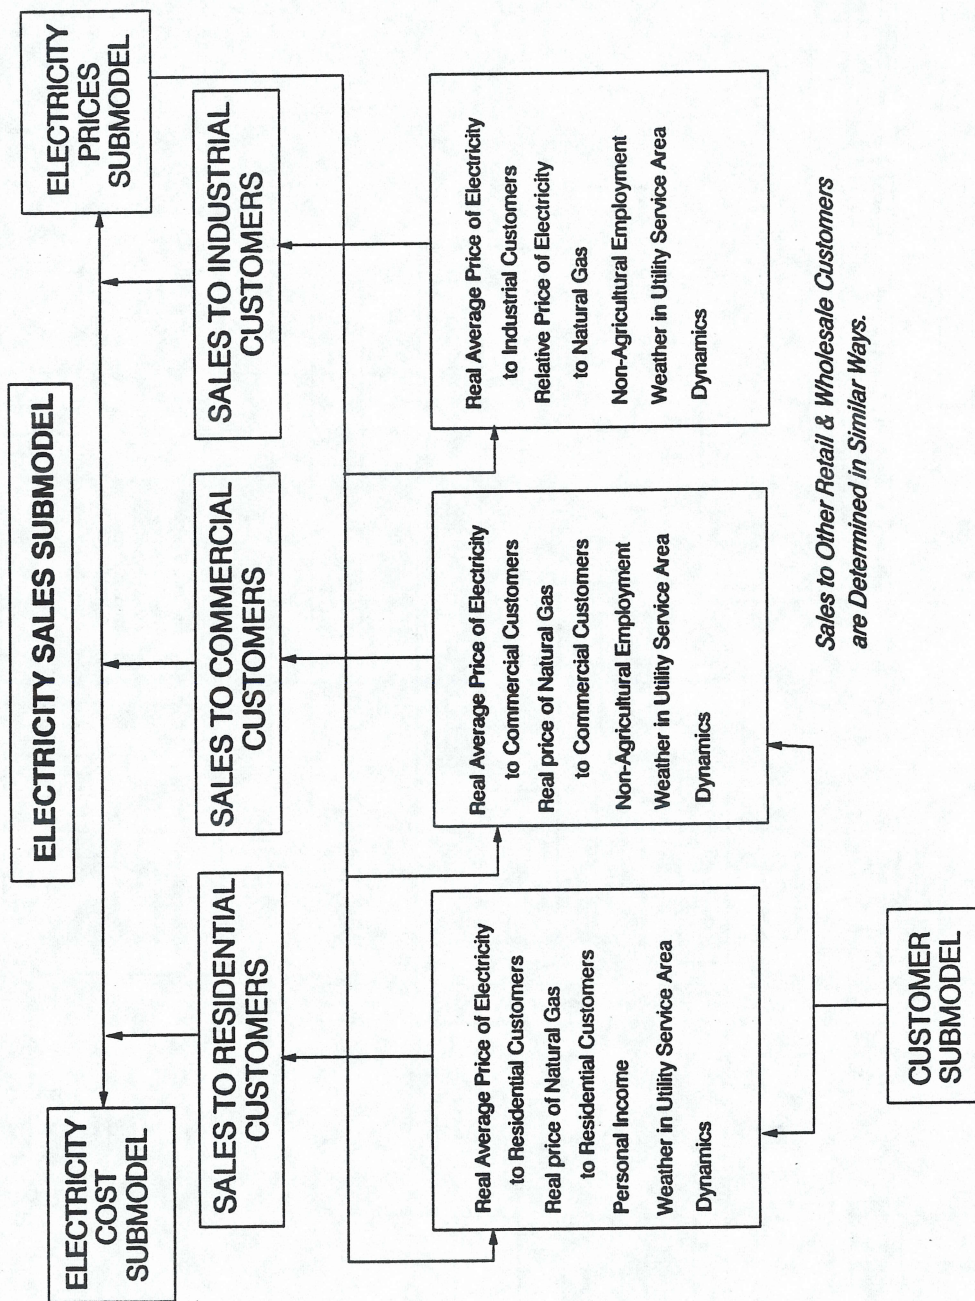 ELECTRICITY SALES SUBMODEL
ELECTRICITY
COST
SUBMODEL
ELECTRICITY
PRICES
SUBMODEL
SALES TO RESIDENTIAL
CUSTOMERS
SALES TO COMMERCIAL
CUSTOMERS
SALES TO INDUSTRIAL
CUSTOMERS
Real Average Price of Electricity
to Residential Customers
Real price of Natural Gas
to Residential Customers
Personal Income
Weather in Utility Service Area
Dynamics
Real Average Price of Electricity
to Commercial Customers
Real price of Natural Gas
to Commercial Customers
Non-Agricultural Employment
Weather in Utility Service Area
Dynamics
Real Average Price of Electricity
to Industrial Customers
Relative Price of Electricity
to Natural Gas
Non-Agricultural Employment
Weather in Utility Service Area
Dynamics
CUSTOMER
SUBMODEL
Sales to Other Retail & Wholesale Customers
are Determined in Similar Ways.